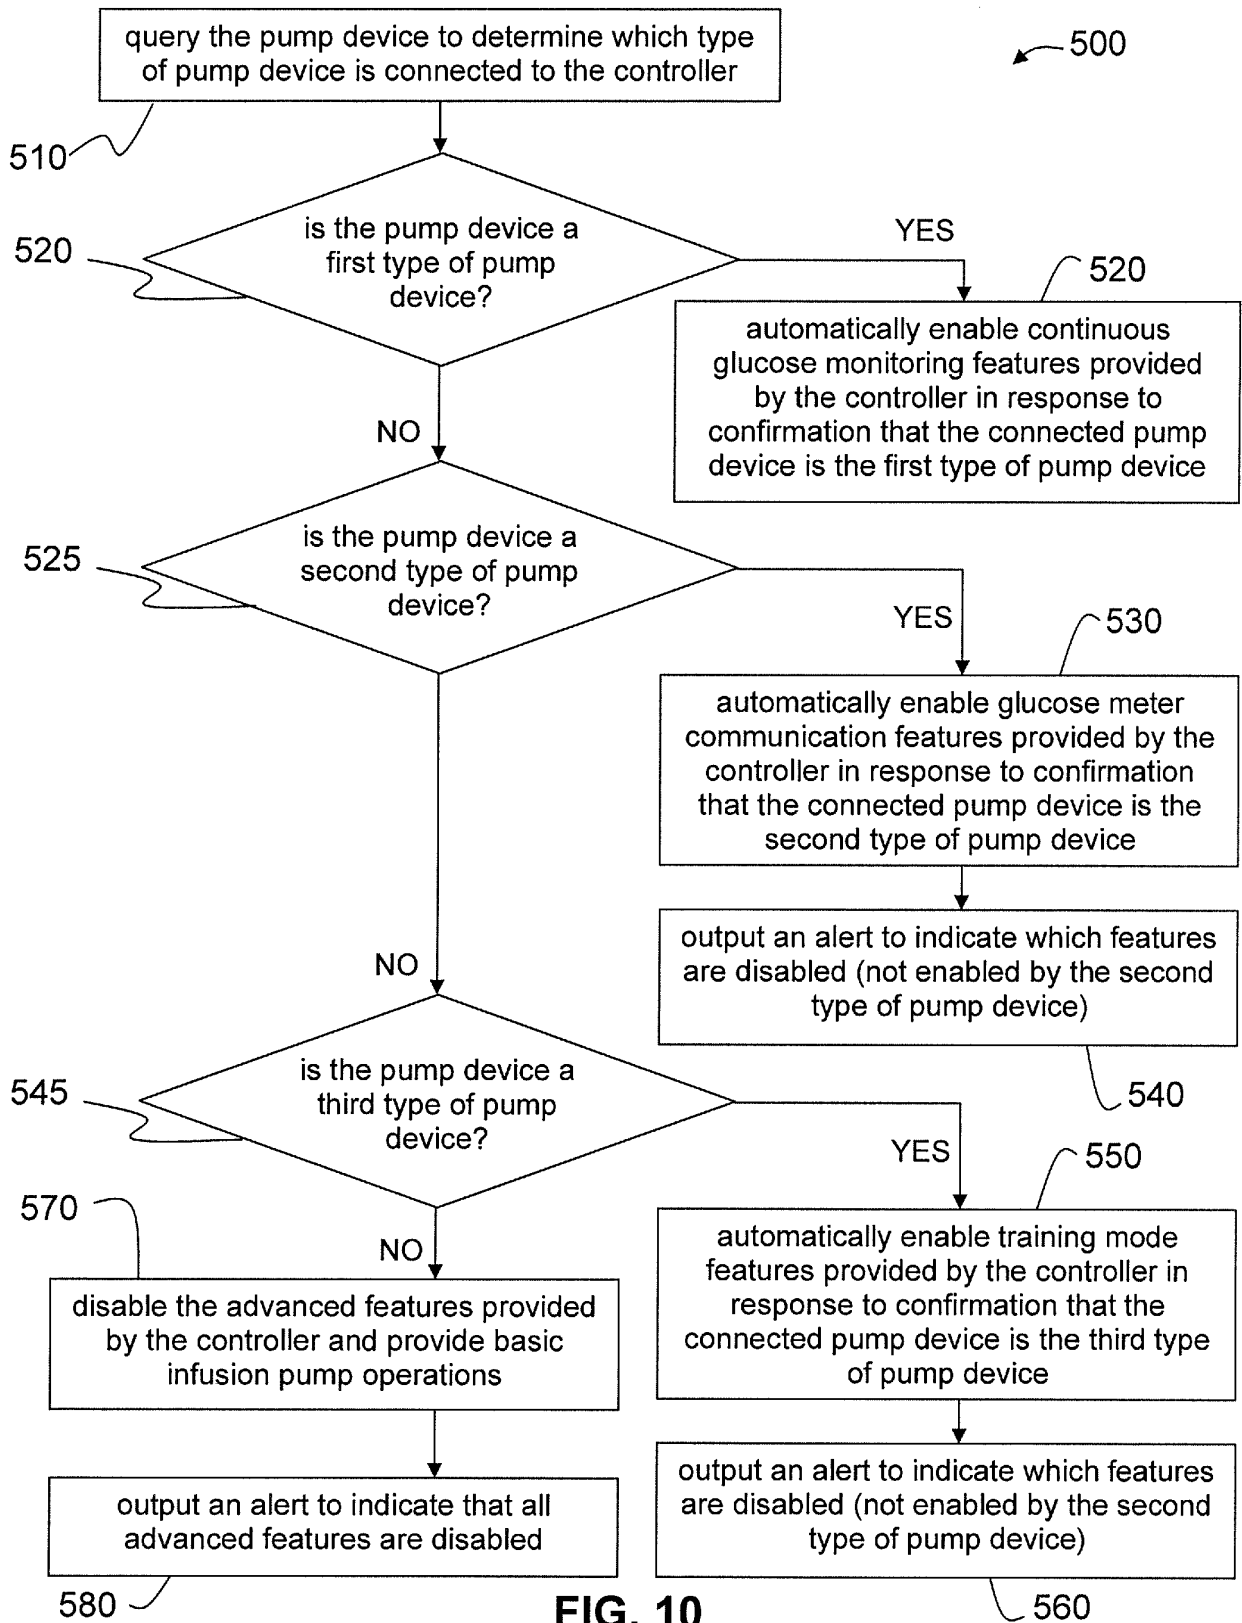 query the pump device to determine which type
of pump device is connected to the controller
500
510
is the pump device a
first type of pump
device?
520
YES
520
automatically enable continuous
glucose monitoring features provided
by the controller in response to
confirmation that the connected pump
device is the first type of pump device
NO
is the pump device a
second type of pump
device?
525
YES
530
automatically enable glucose meter
communication features provided by the
controller in response to confirmation
that the connected pump device is the
second type of pump device
output an alert to indicate which features
are disabled (not enabled by the second
type of pump device)
540
NO
is the pump device a
third type of pump
device?
545
YES
550
automatically enable training mode
features provided by the controller in
response to confirmation that the
connected pump device is the third type
of pump device
output an alert to indicate which features
are disabled (not enabled by the second
type of pump device)
560
570
NO
disable the advanced features provided
by the controller and provide basic
infusion pump operations
output an alert to indicate that all
advanced features are disabled
580
FIG. 10